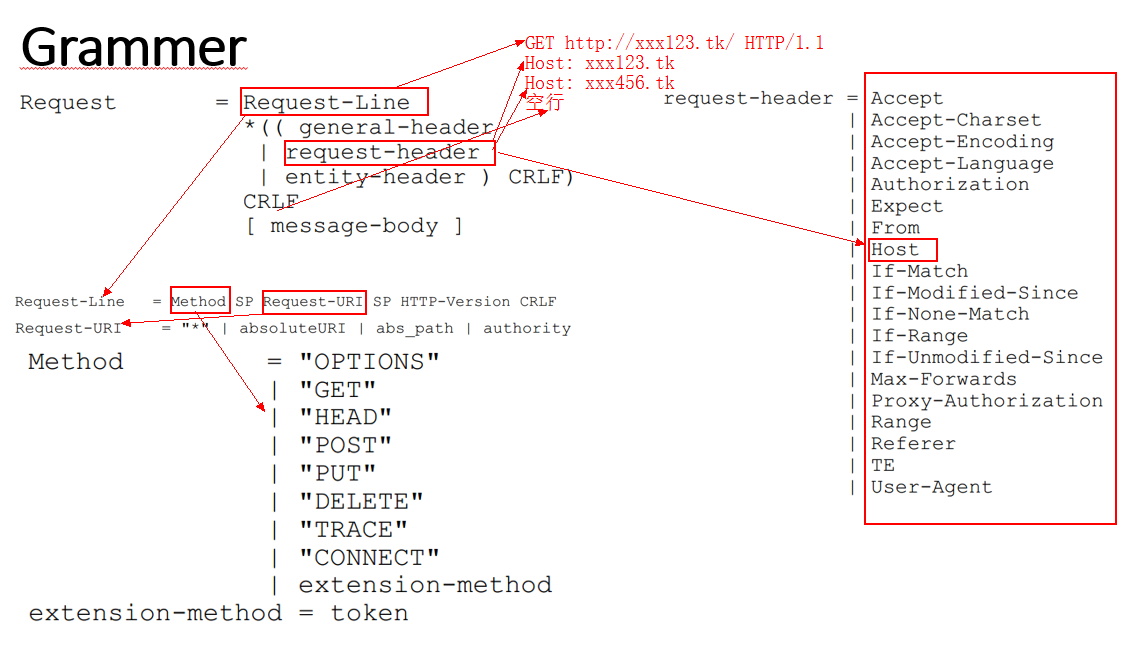 Grammer
GET http://xxx123.tk/ HTTP/1.1
Host: xxx123.tk
Host: xxx456.tk
空行
Request = Request-Line
*(( general-header
| request-header
| entity-header ) CRLF)
CRLF
[ message-body ]
request-header = Accept
| Accept-Charset
| Accept-Encoding
| Accept-Language
| Authorization
| Expect
| From
| Host
| If-Match
| If-Modified-Since
| If-None-Match
| If-Range
| If-Unmodified-Since
| Max-Forwards
| Proxy-Authorization
| Range
| Referer
| TE
| User-Agent
Request-Line = Method SP Request-URI SP HTTP-Version CRLF
Request-URI = "*" | absoluteURI | abs_path | authority
Method = "OPTIONS"
| "GET"
| "HEAD"
| "POST"
| "PUT"
| "DELETE"
| "TRACE"
| "CONNECT"
| extension-method
extension-method = token